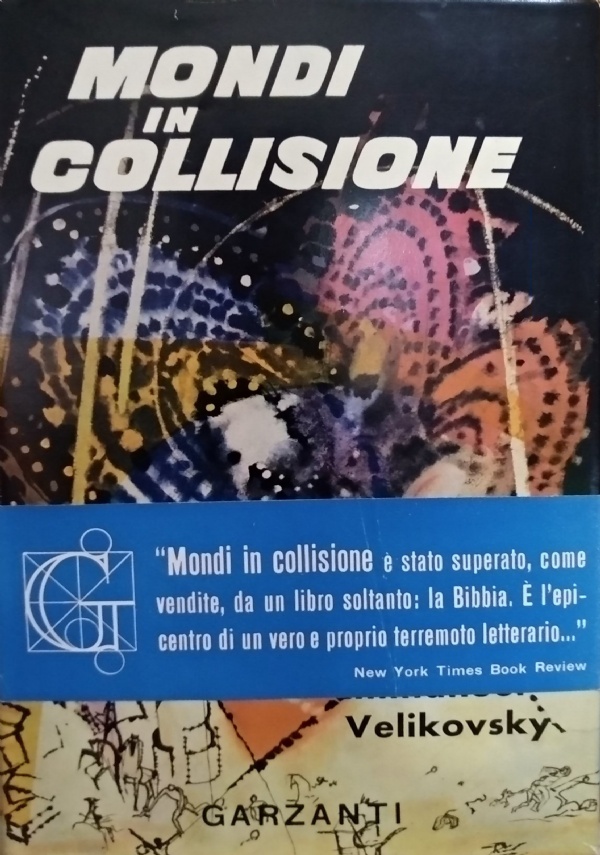 MONDI
IN
COLLISIONE
“Mondi in collisione è stato superato, come
vendite, da un libro soltanto: la Bibbia. È l'epi-
centro di un vero e proprio terremoto letterario...”
New York Times Book Review
Velikovsky
GARZANTI